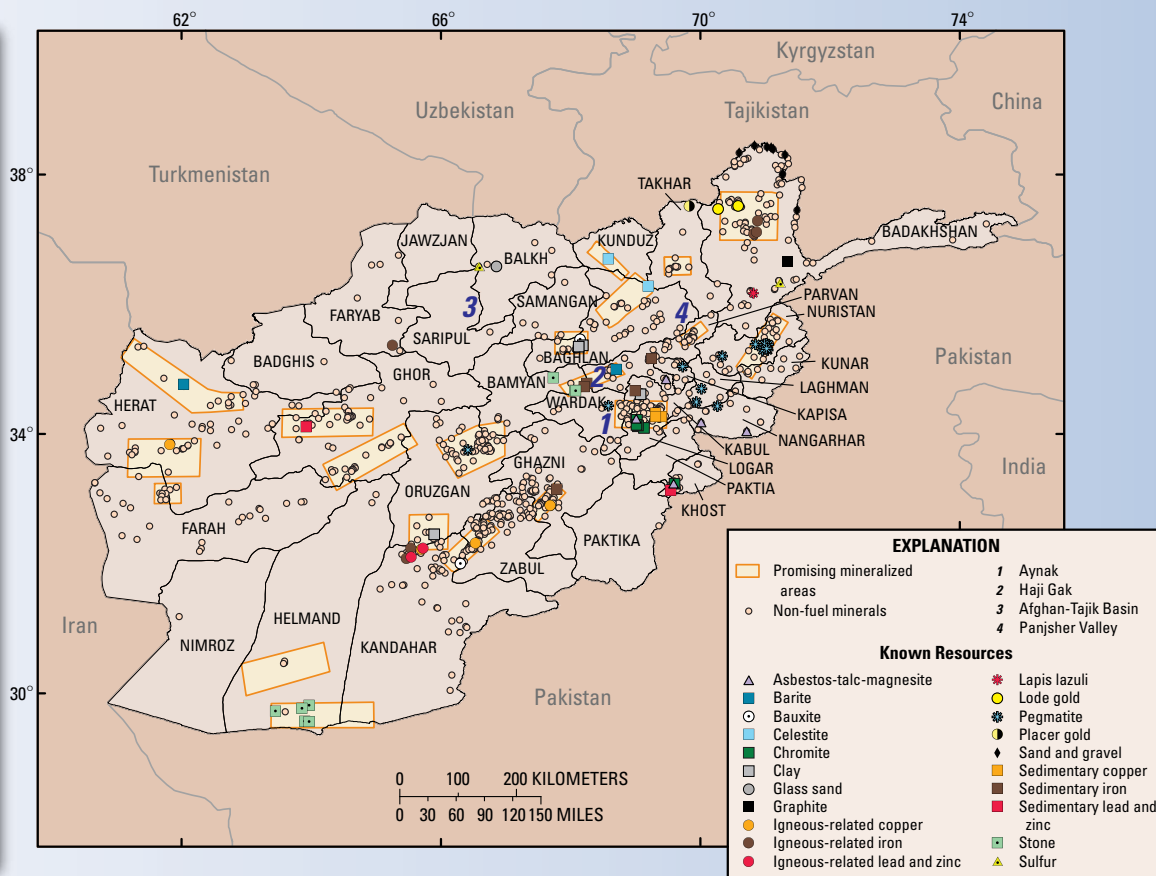 62°
66°
70°
74°
Kyrgyzstan
Uzbekistan
Tajikistan
China
38°
Turkmenistan
TAKHAR
JAWZJAN
KUNDUZ
BADAKHSHAN
BALKH
3
SAMANGAN
4
PARVAN
NURISTAN
FARYAB
SARIPUL
BADGHIS
BAGHLAN
GHOR
BAMYAN
2
KUNAR
Pakistan
LAGHMAN
HERAT
WARDAK
KAPISA
34°
1
NANGARHAR
KABUL
LOGAR
PAKTIA
GHAZNI
India
ORUZGAN
KHOST
FARAH
PAKTIKA
ZABUL
Iran
HELMAND
NIMROZ
KANDAHAR
30°
Pakistan
0 100 200 KILOMETERS
0 30 60 90 120 150 MILES
EXPLANATION
Promising mineralized
areas
Non-fuel minerals
1 Aynak
2 Haji Gak
3 Afghan-Tajik Basin
4 Panjsher Valley
Known Resources
Asbestos-talc-magnesite
Barite
Bauxite
Celestite
Chromite
Clay
Glass sand
Graphite
Igneous-related copper
Igneous-related iron
Igneous-related lead and zinc
Lapis lazuli
Lode gold
Pegmatite
Placer gold
Sand and gravel
Sedimentary copper
Sedimentary iron
Sedimentary lead and
zinc
Stone
Sulfur